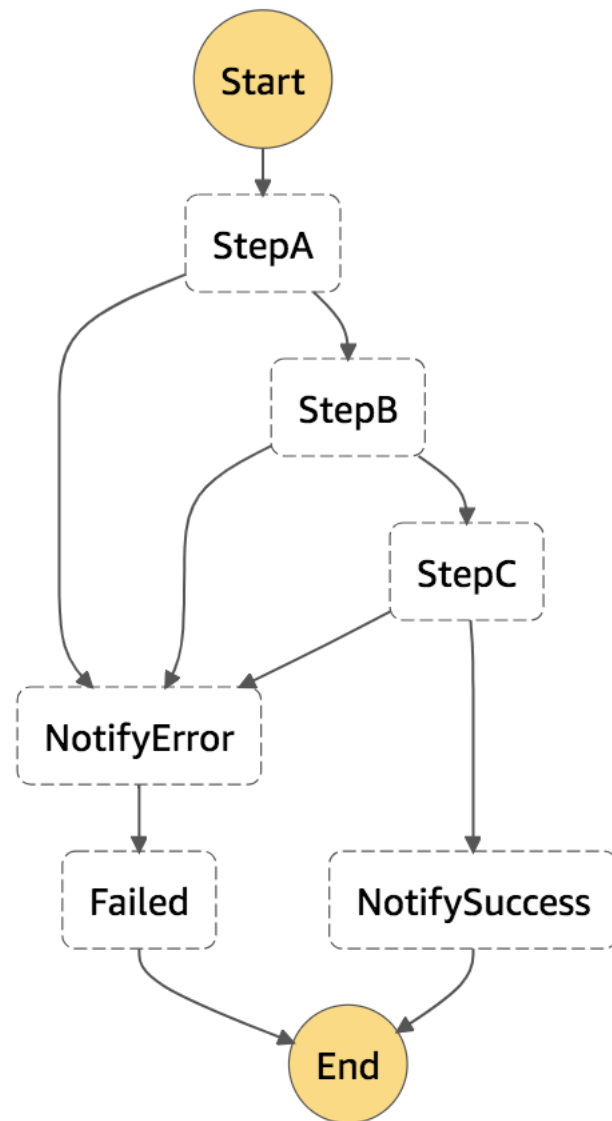 Start
StepA
StepB
StepC
NotifyError
Failed
NotifySuccess
End